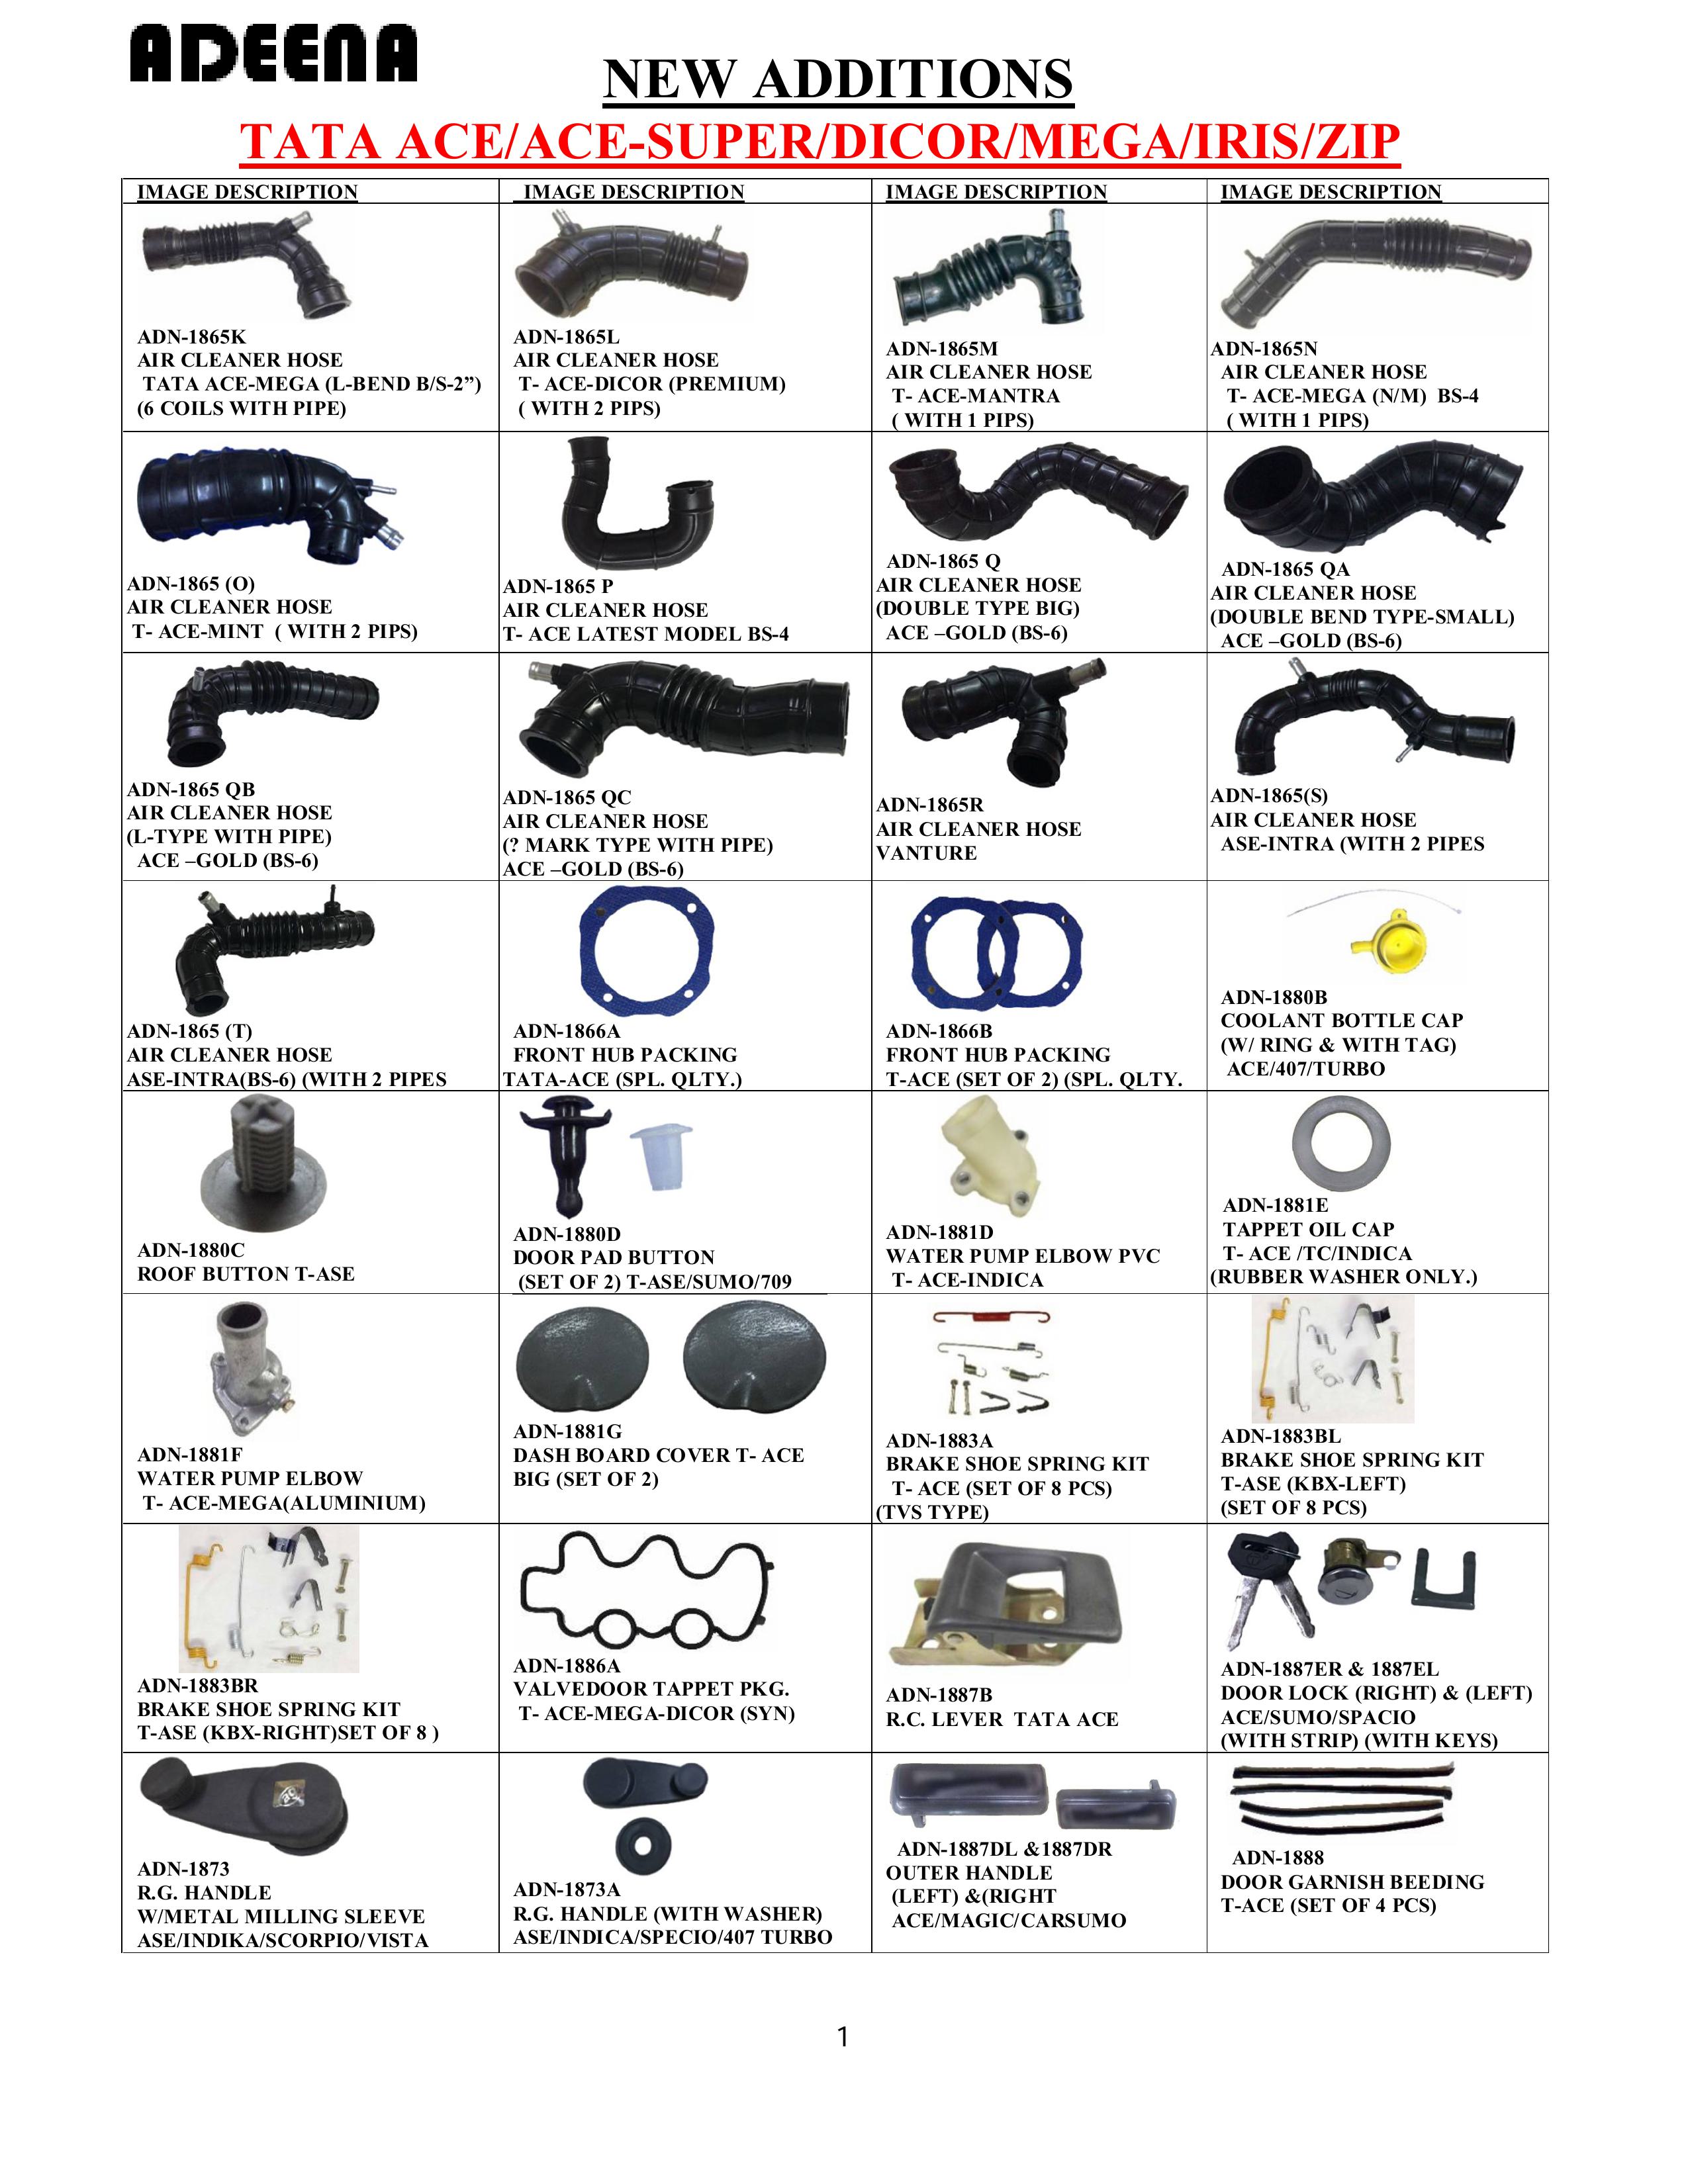 ADEENA
NEW ADDITIONS
TATA ACE/ACE-SUPER/DICOR/MEGA/IRIS/ZIP
IMAGE DESCRIPTION
IMAGE DESCRIPTION
IMAGE DESCRIPTION
IMAGE DESCRIPTION
ADN-1865K
AIR CLEANER HOSE
TATA ACE-MEGA (L-BEND B/S-2”)
(6 COILS WITH PIPE)
ADN-1865L
AIR CLEANER HOSE
T- ACE-DICOR (PREMIUM)
( WITH 2 PIPS)
ADN-1865M
AIR CLEANER HOSE
T- ACE-MANTRA
( WITH 1 PIPS)
ADN-1865N
AIR CLEANER HOSE
T- ACE-MEGA (N/M) BS-4
( WITH 1 PIPS)
ADN-1865 (O)
AIR CLEANER HOSE
T- ACE-MINT ( WITH 2 PIPS)
ADN-1865 P
AIR CLEANER HOSE
T- ACE LATEST MODEL BS-4
ADN-1865 Q
AIR CLEANER HOSE
(DOUBLE TYPE BIG)
ACE –GOLD (BS-6)
ADN-1865 QA
AIR CLEANER HOSE
(DOUBLE BEND TYPE-SMALL)
ACE –GOLD (BS-6)
ADN-1865 QB
AIR CLEANER HOSE
(L-TYPE WITH PIPE)
ACE –GOLD (BS-6)
ADN-1865 QC
AIR CLEANER HOSE
(? MARK TYPE WITH PIPE)
ACE –GOLD (BS-6)
ADN-1865R
AIR CLEANER HOSE
VANTURE
ADN-1865(S)
AIR CLEANER HOSE
ASE-INTRA (WITH 2 PIPES
ADN-1865 (T)
AIR CLEANER HOSE
ASE-INTRA(BS-6) (WITH 2 PIPES
ADN-1866A
FRONT HUB PACKING
TATA-ACE (SPL. QLTY.)
ADN-1866B
FRONT HUB PACKING
T-ACE (SET OF 2) (SPL. QLTY.
ADN-1880B
COOLANT BOTTLE CAP
(W/ RING & WITH TAG)
ACE/407/TURBO
ADN-1880C
ROOF BUTTON T-ASE
ADN-1880D
DOOR PAD BUTTON
(SET OF 2) T-ASE/SUMO/709
ADN-1881D
WATER PUMP ELBOW PVC
T- ACE-INDICA
ADN-1881E
TAPPET OIL CAP
T- ACE /TC/INDICA
(RUBBER WASHER ONLY.)
ADN-1881F
WATER PUMP ELBOW
T- ACE-MEGA(ALUMINIUM)
ADN-1881G
DASH BOARD COVER T- ACE
BIG (SET OF 2)
ADN-1883A
BRAKE SHOE SPRING KIT
T- ACE (SET OF 8 PCS)
(TVS TYPE)
ADN-1883BL
BRAKE SHOE SPRING KIT
T-ASE (KBX-LEFT)
(SET OF 8 PCS)
ADN-1883BR
BRAKE SHOE SPRING KIT
T-ASE (KBX-RIGHT)SET OF 8 )
ADN-1886A
VALVEDOOR TAPPET PKG.
T- ACE-MEGA-DICOR (SYN)
ADN-1887B
R.C. LEVER TATA ACE
ADN-1887ER & 1887EL
DOOR LOCK (RIGHT) & (LEFT)
ACE/SUMO/SPACIO
(WITH STRIP) (WITH KEYS)
ADN-1873
R.G. HANDLE
W/METAL MILLING SLEEVE
ASE/INDIKA/SCORPIO/VISTA
ADN-1873A
R.G. HANDLE (WITH WASHER)
ASE/INDICA/SPECIO/407 TURBO
ADN-1887DL &1887DR
OUTER HANDLE
(LEFT) &(RIGHT
ACE/MAGIC/CARSUMO
ADN-1888
DOOR GARNISH BEEDING
T-ACE (SET OF 4 PCS)
1